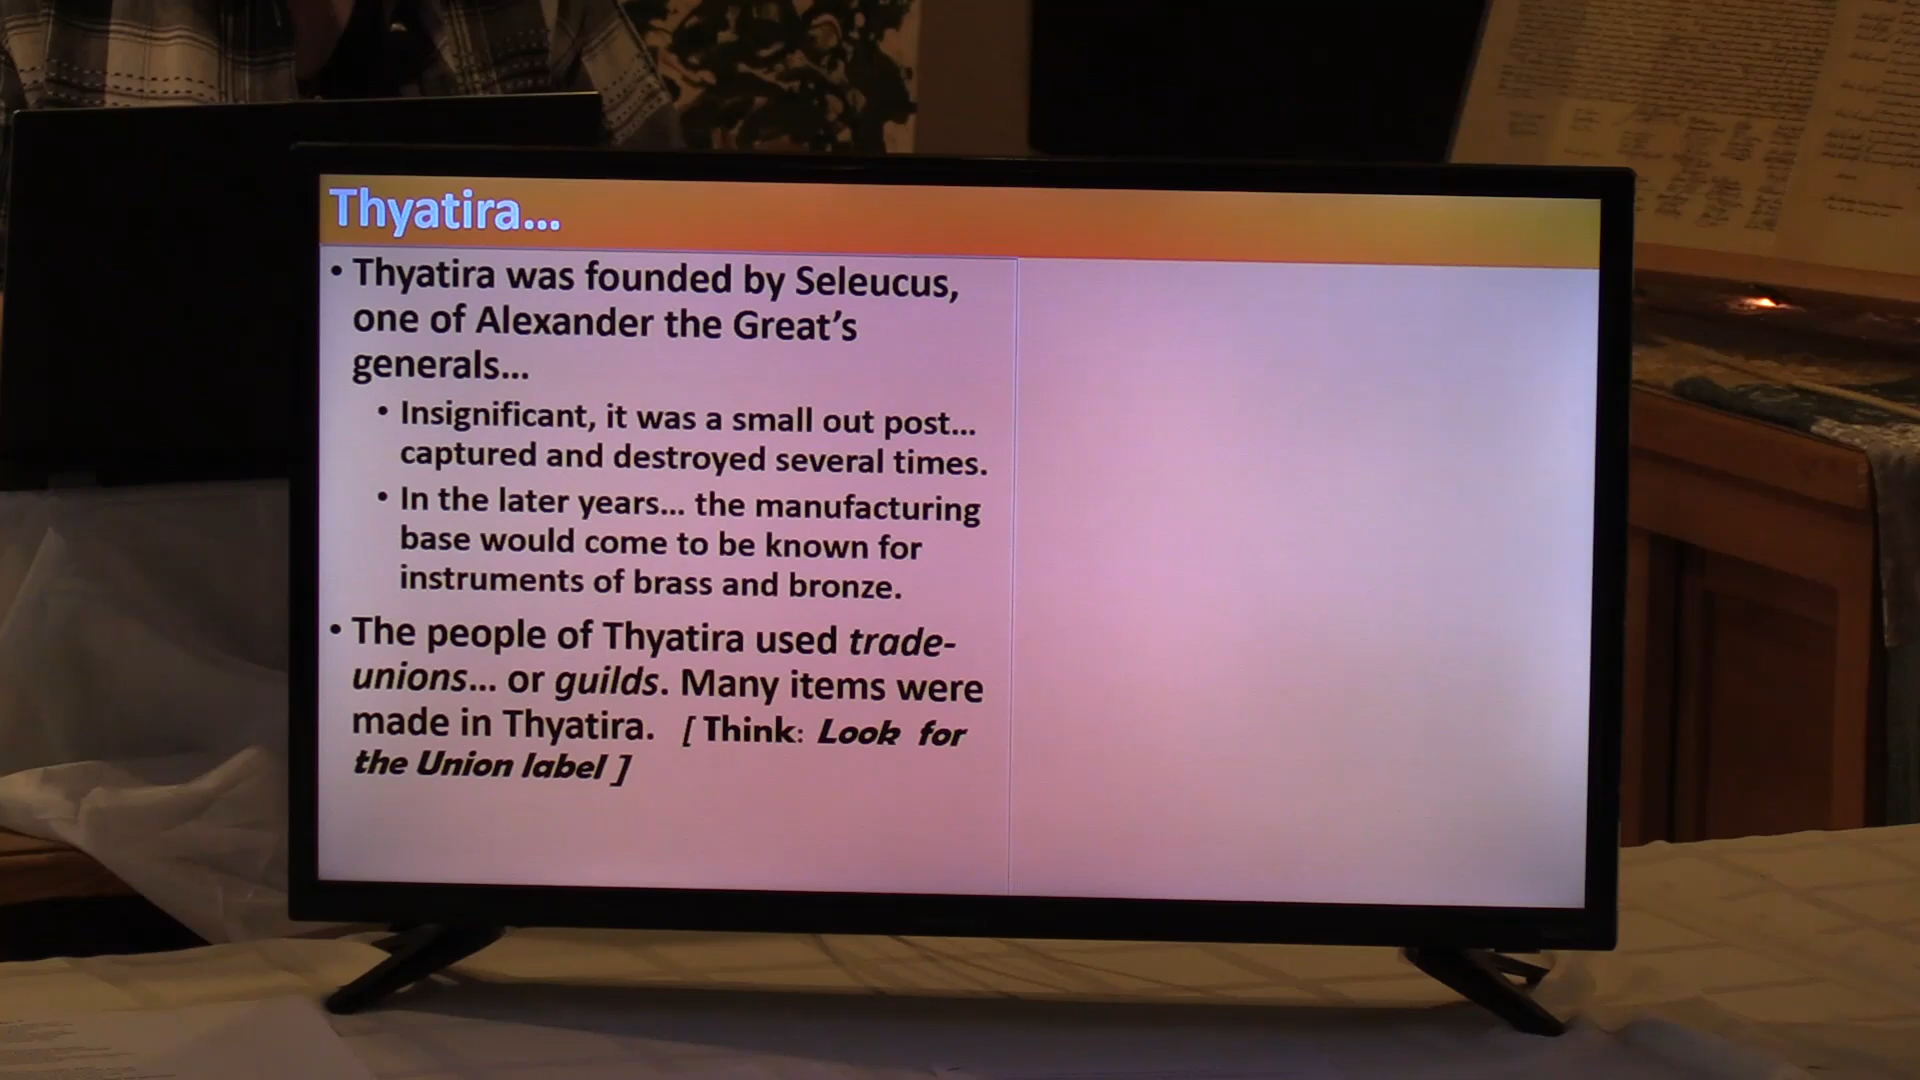 Thyatira...
• Thyatira was founded by Seleucus,
one of Alexander the Great's
generals...
• Insignificant, it was a small out post...
captured and destroyed several times.
• In the later years... the manufacturing
base would come to be known for
instruments of brass and bronze.
• The people of Thyatira used trade-
unions... or guilds. Many items were
made in Thyatira. [ Think: Look for
the Union label ]